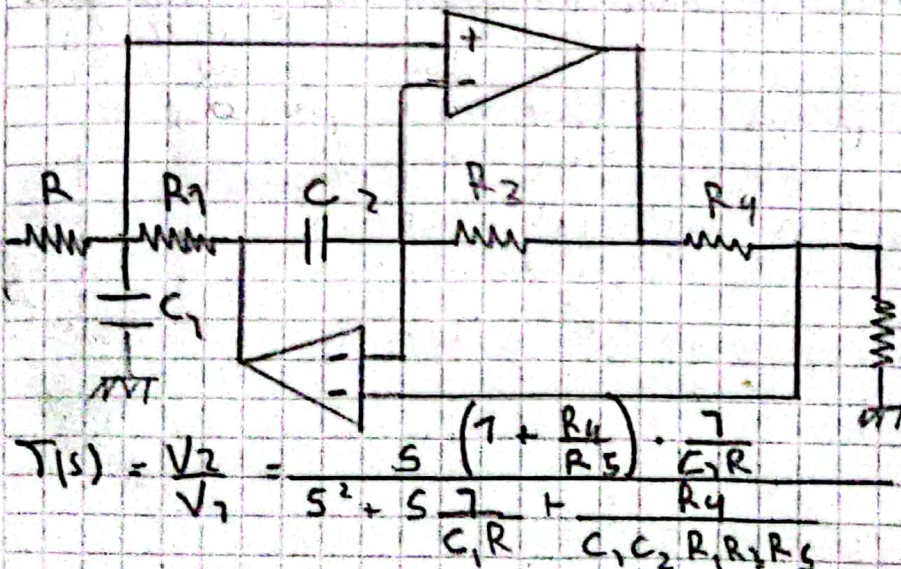 +
-
R R1 C2 R3 R4
C1
-
-
T(s) = V2/V1 = s (1 + R4/R5) · 1/(C1R) / (s² + s 1/(C1R) + R4/(C1C2R1R3R5))